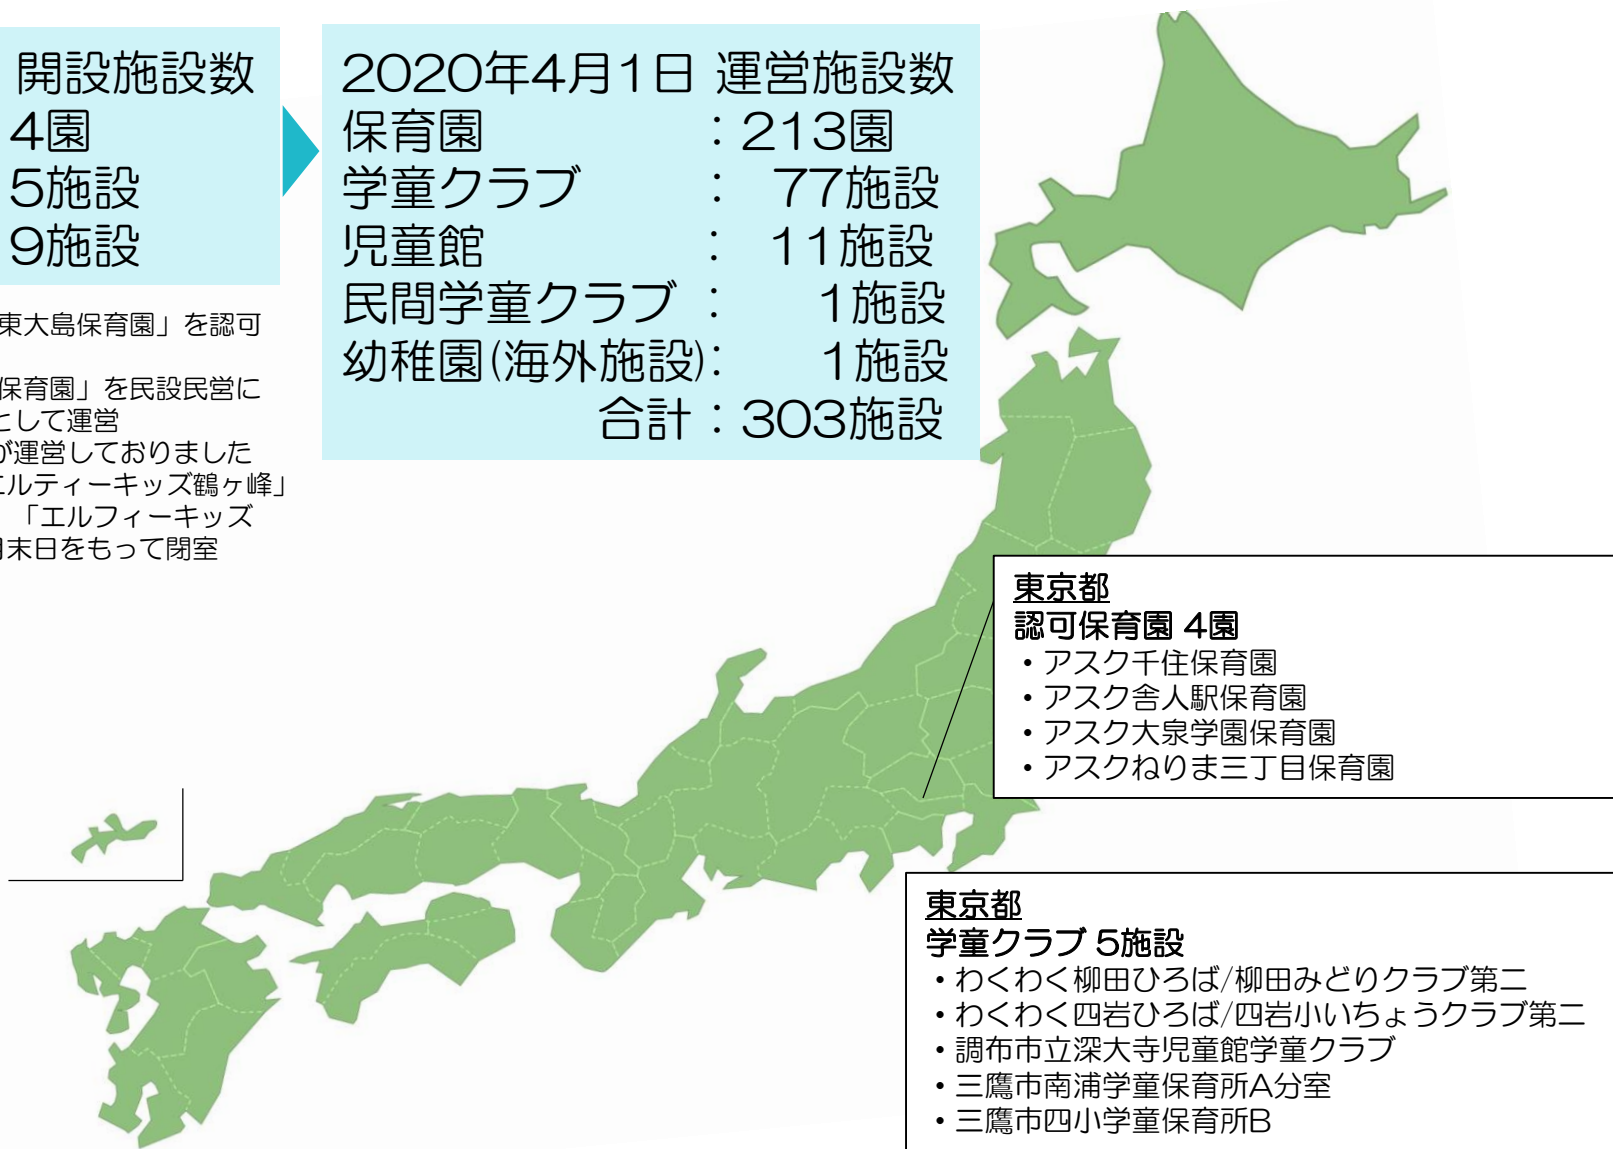 開設施設数
4園
5施設
9施設
2020年4月1日 運営施設数
保育園 : 213園
学童クラブ : 77施設
児童館 : 11施設
民間学童クラブ : 1施設
幼稚園(海外施設): 1施設
合計:303施設
東大島保育園」を認可
保育園」を民設民営に
として運営
が運営しておりました
エルティーキッズ鶴ヶ峰」
「エルフィーキッズ
月末日をもって閉室
東京都
認可保育園 4園
・アスク千住保育園
・アスク舎人駅保育園
・アスク大泉学園保育園
・アスクねりま三丁目保育園
東京都
学童クラブ 5施設
・わくわく柳田ひろば/柳田みどりクラブ第二
・わくわく四岩ひろば/四岩小いちょうクラブ第二
・調布市立深大寺児童館学童クラブ
・三鷹市南浦学童保育所A分室
・三鷹市四小学童保育所B